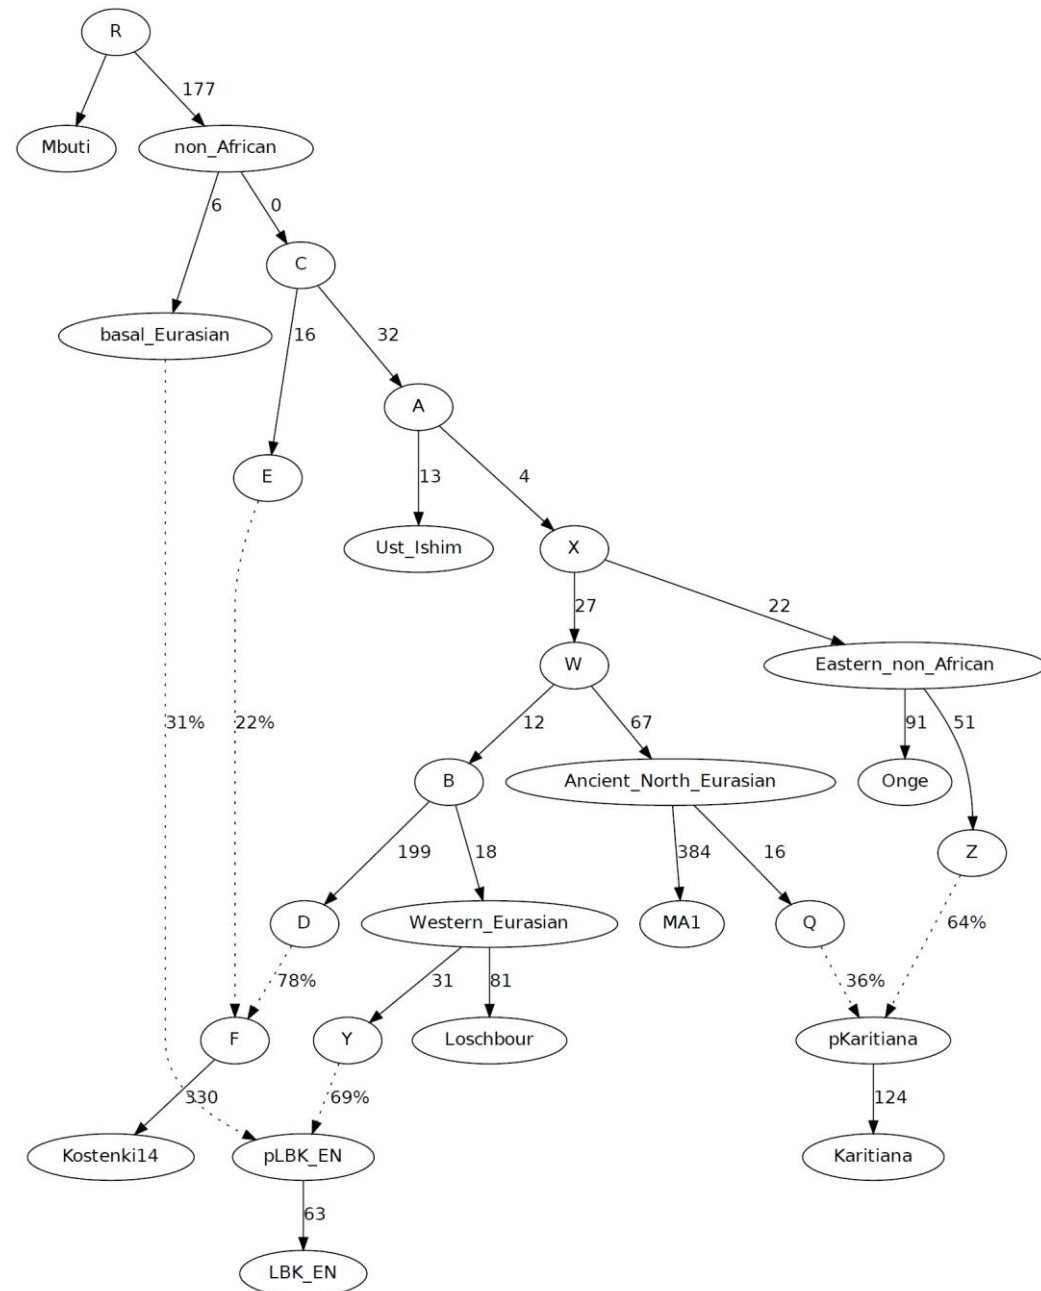 R
177
Mbuti
non_African
6
0
C
basal_Eurasian
16
32
A
E
13
4
Ust_Ishim
X
27
22
W
Eastern_non_African
31%
22%
12
67
91
51
B
Ancient_North_Eurasian
Onge
199
18
384
16
Z
D
Western_Eurasian
MA1
Q
64%
78%
31
81
36%
F
Y
Loschbour
pKaritiana
330
69%
124
Kostenki14
pLBK_EN
Karitiana
63
LBK_EN